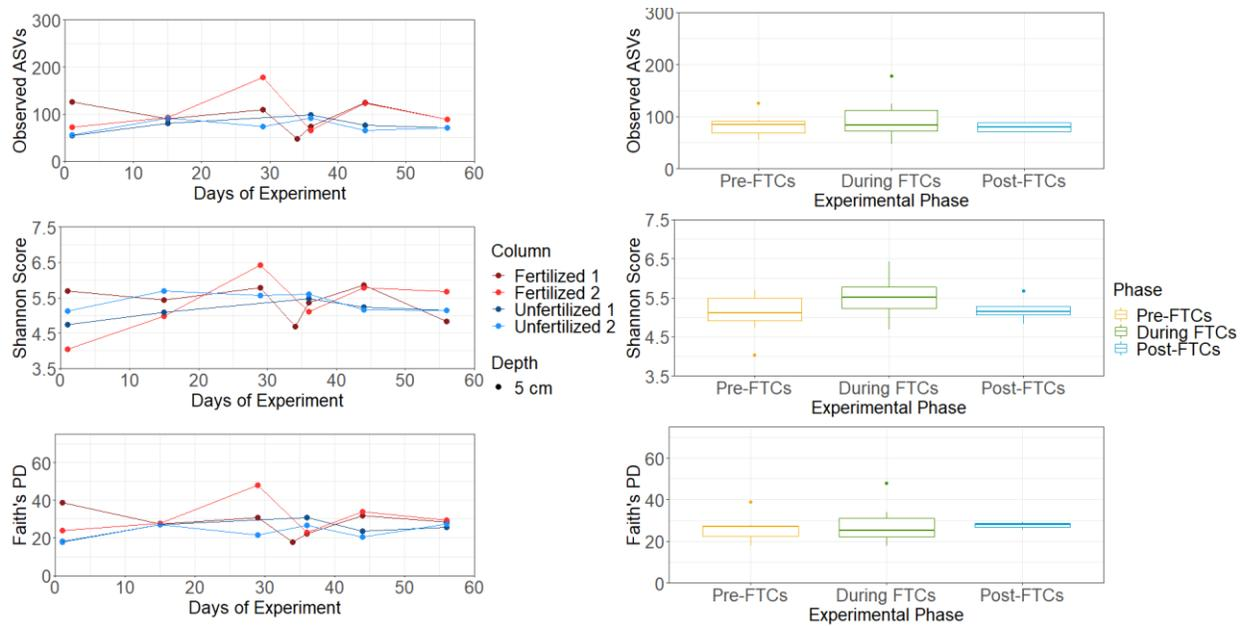 Observed ASVs
300
200
100
0
0 10 20 30 40 50 60
Days of Experiment
Observed ASVs
300
200
100
0
Pre-FTCs During FTCs Post-FTCs
Experimental Phase
Shannon Score
7.5
6.5
5.5
4.5
3.5
0 10 20 30 40 50 60
Days of Experiment
Column
Fertilized 1
Fertilized 2
Unfertilized 1
Unfertilized 2
Depth
5 cm
Shannon Score
7.5
6.5
5.5
4.5
3.5
Pre-FTCs During FTCs Post-FTCs
Experimental Phase
Phase
Pre-FTCs
During FTCs
Post-FTCs
Faith's PD
60
40
20
0
0 10 20 30 40 50 60
Days of Experiment
Faith's PD
60
40
20
0
Pre-FTCs During FTCs Post-FTCs
Experimental Phase